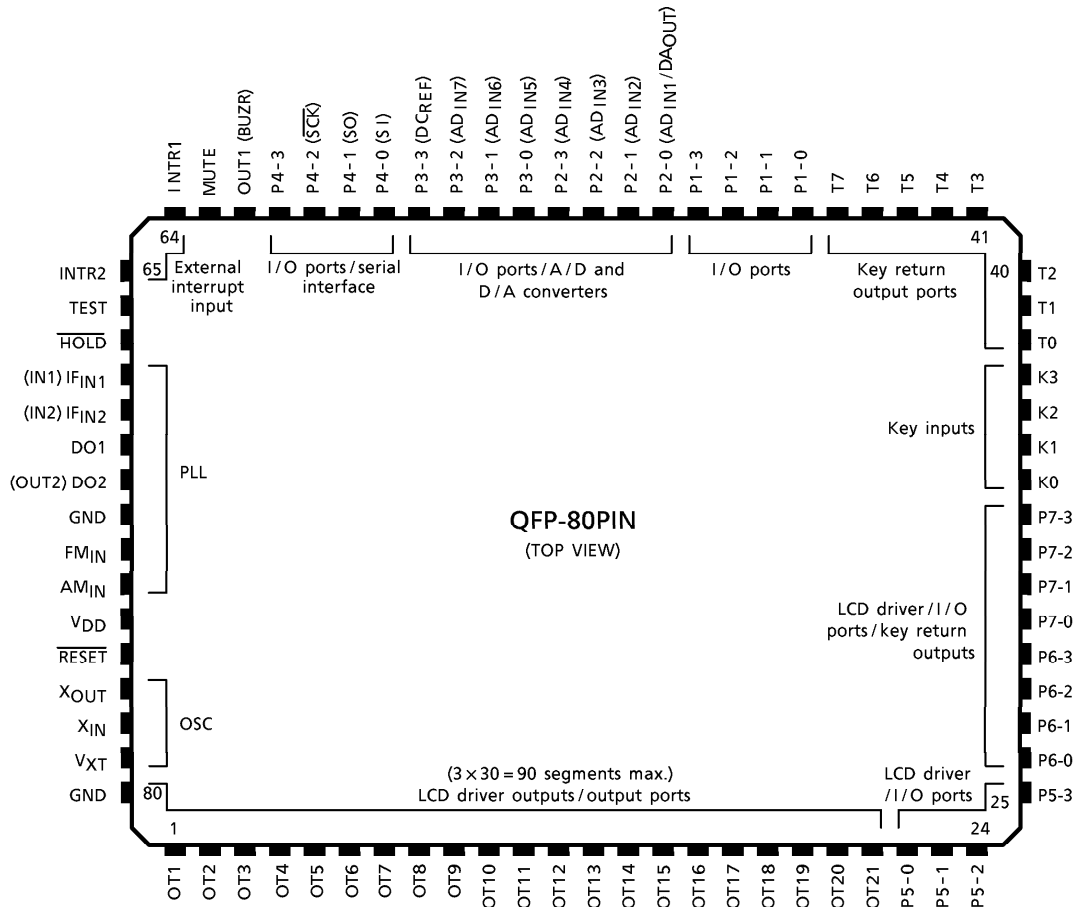 INTR1
MUTE
OUT1 (BUZR)
P4-3
P4-2 (S̅C̅K̅)
P4-1 (SO)
P4-0 (SI)
P3-3 (DCREF)
P3-2 (ADIN7)
P3-1 (ADIN6)
P3-0 (ADIN5)
P2-3 (ADIN4)
P2-2 (ADIN3)
P2-1 (ADIN2)
P2-0 (ADIN1/DAOUT)
P1-3
P1-2
P1-1
P1-0
T7
T6
T5
T4
T3
64
41
65
40
External
interrupt
input
I/O ports/serial
interface
I/O ports/A/D and
D/A converters
I/O ports
Key return
output ports
INTR2
TEST
H̅O̅L̅D̅
(IN1) IFIN1
(IN2) IFIN2
DO1
(OUT2) DO2
GND
FMIN
AMIN
VDD
R̅E̅S̅E̅T̅
XOUT
XIN
VXT
GND
PLL
OSC
QFP-80PIN
(TOP VIEW)
T2
T1
T0
K3
K2
K1
K0
P7-3
P7-2
P7-1
P7-0
P6-3
P6-2
P6-1
P6-0
P5-3
Key inputs
LCD driver/I/O
ports/key return
outputs
(3×30=90 segments max.)
LCD driver outputs/output ports
LCD driver
/I/O ports
80
25
1
24
OT1
OT2
OT3
OT4
OT5
OT6
OT7
OT8
OT9
OT10
OT11
OT12
OT13
OT14
OT15
OT16
OT17
OT18
OT19
OT20
OT21
P5-0
P5-1
P5-2